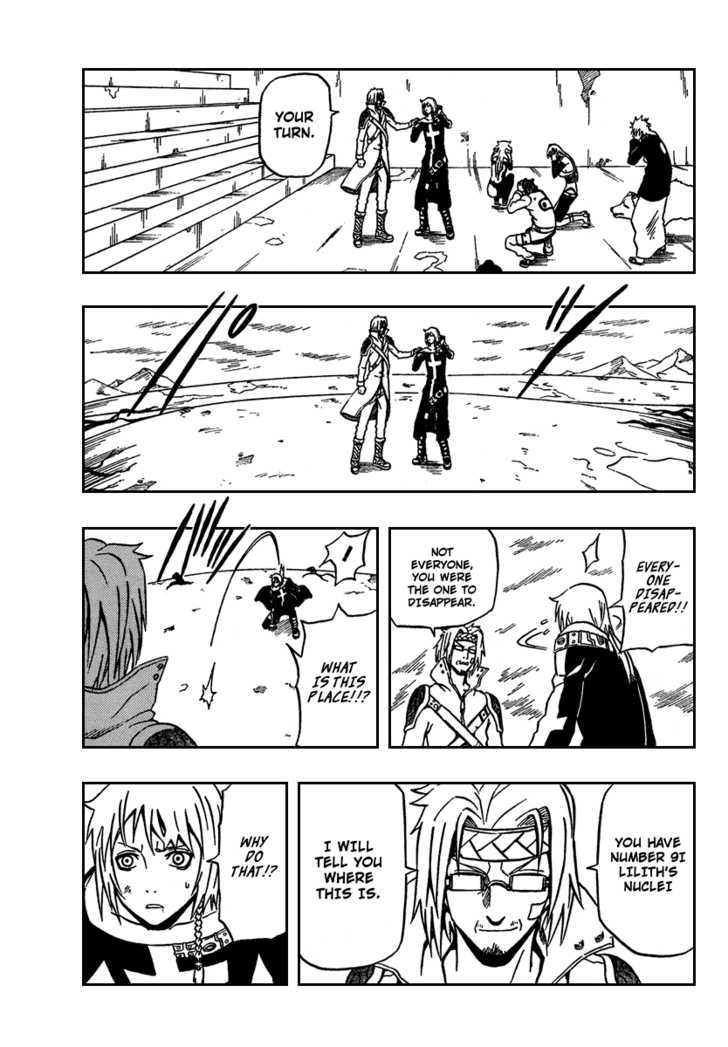 YOUR
TURN.
EVERY-
ONE
DISAP-
PEARED!!
NOT
EVERYONE,
YOU WERE
THE ONE TO
DISAPPEAR.
!
WHAT
IS THIS
PLACE!!?
YOU HAVE
NUMBER 91
LILITH'S
NUCLEI
I WILL
TELL YOU
WHERE
THIS IS.
WHY
DO
THAT!?